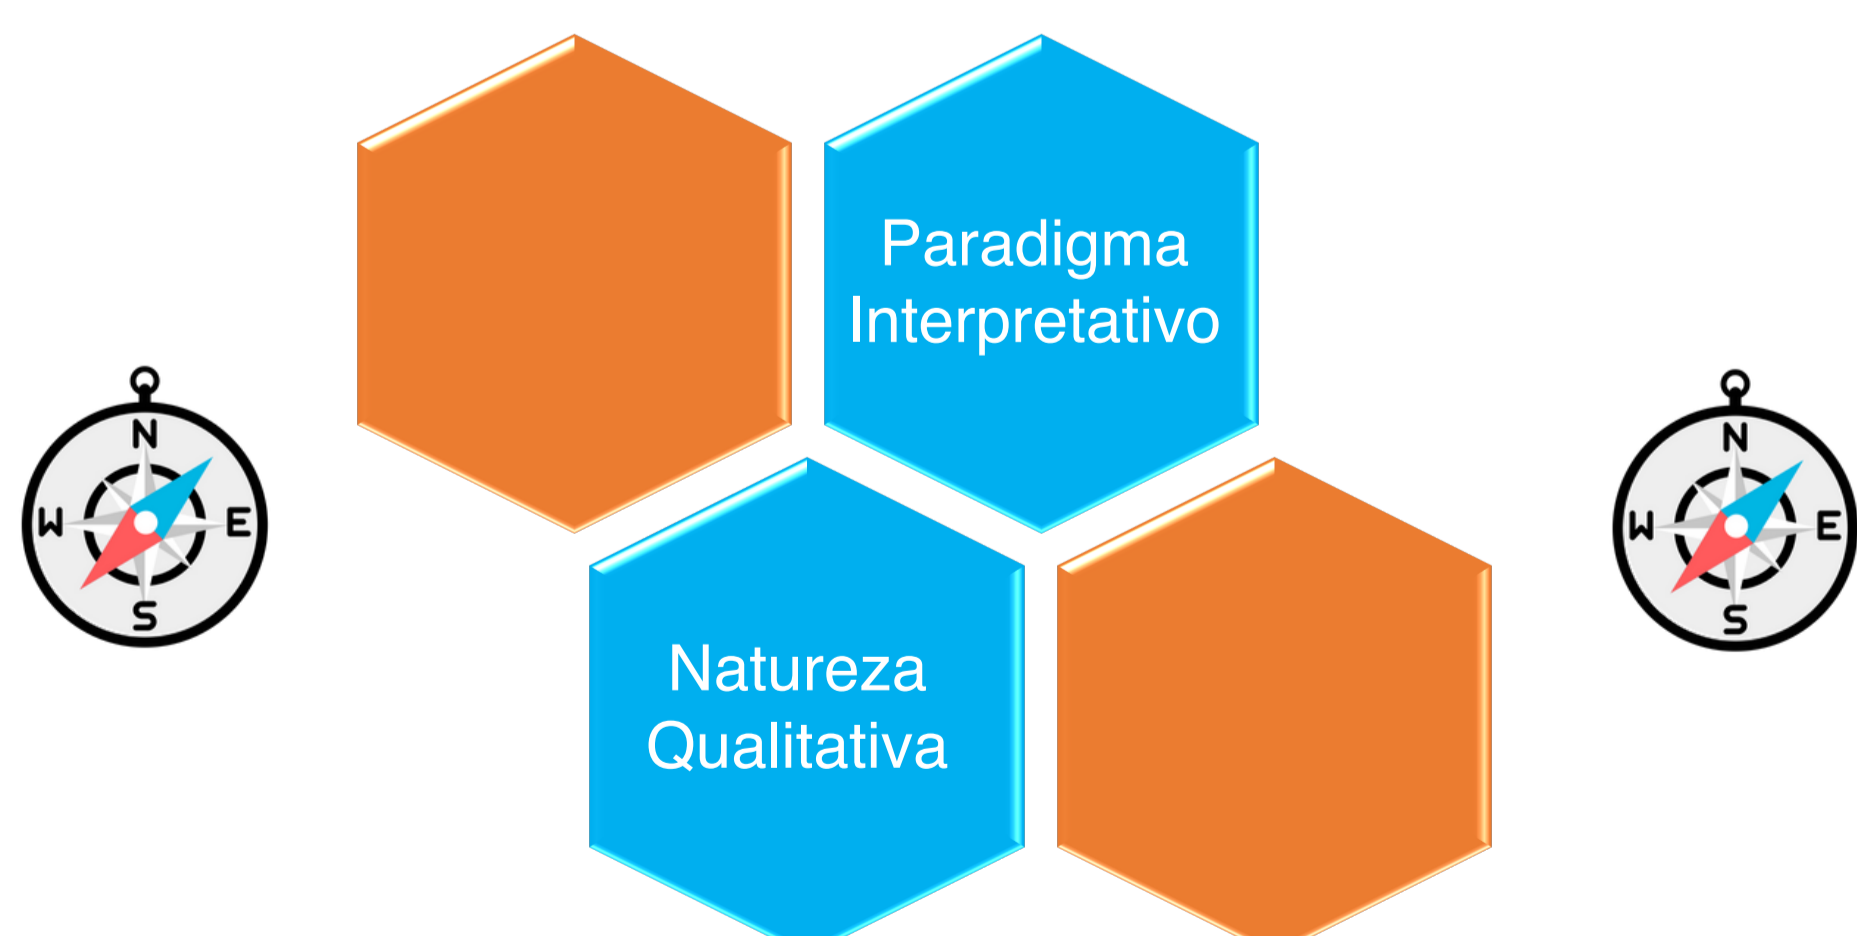 Paradigma
Interpretativo
N
W
E
S
N
W
E
S
Natureza
Qualitativa